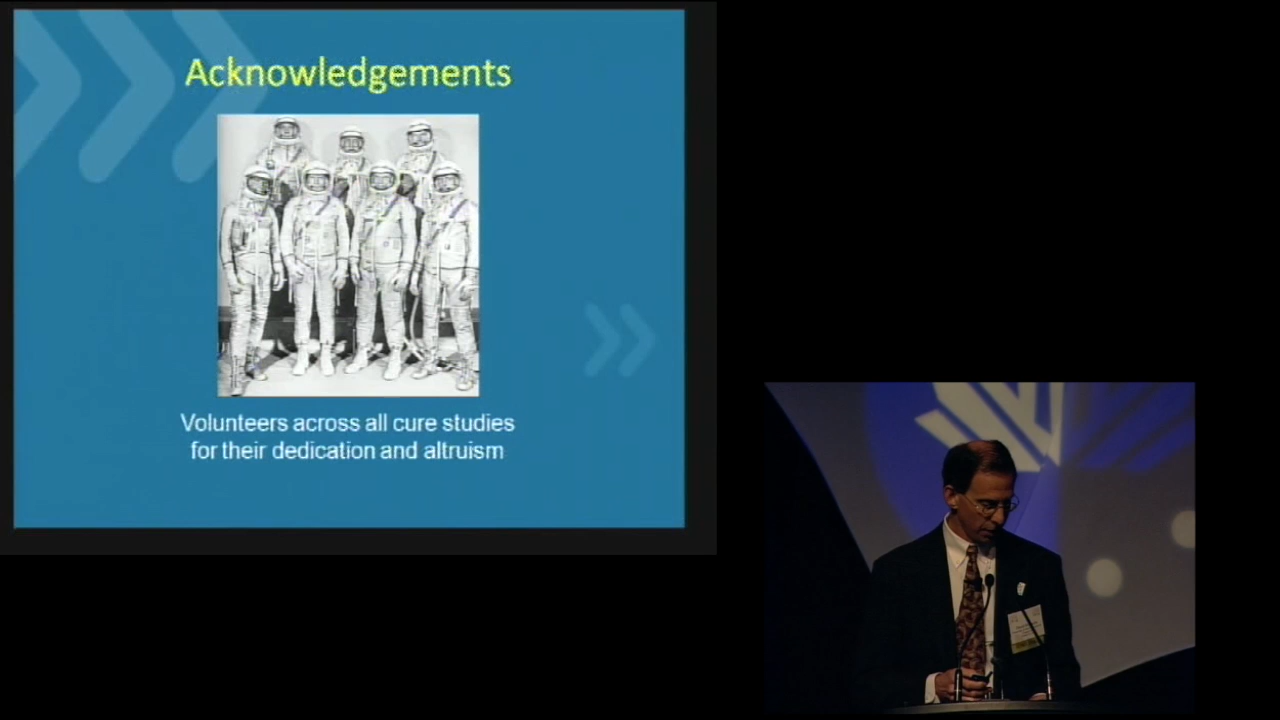 Acknowledgements
Volunteers across all cure studies
for their dedication and altruism